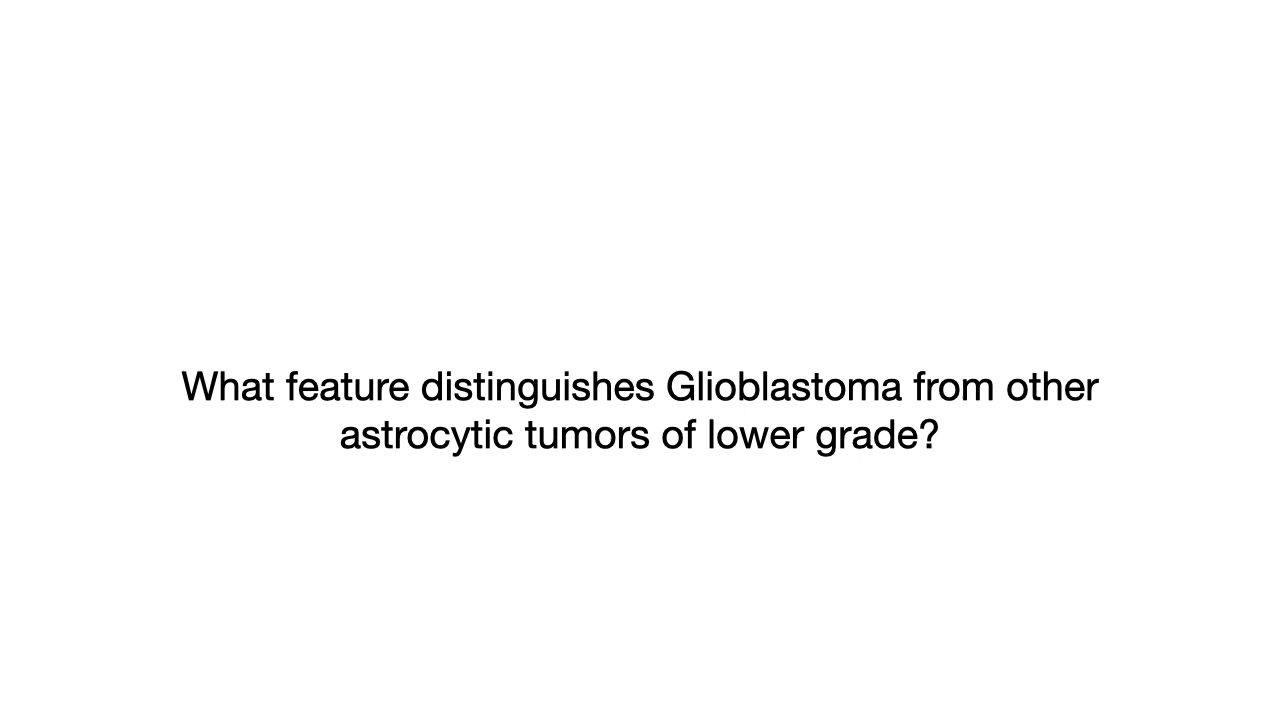 What feature distinguishes Glioblastoma from other
astrocytic tumors of lower grade?